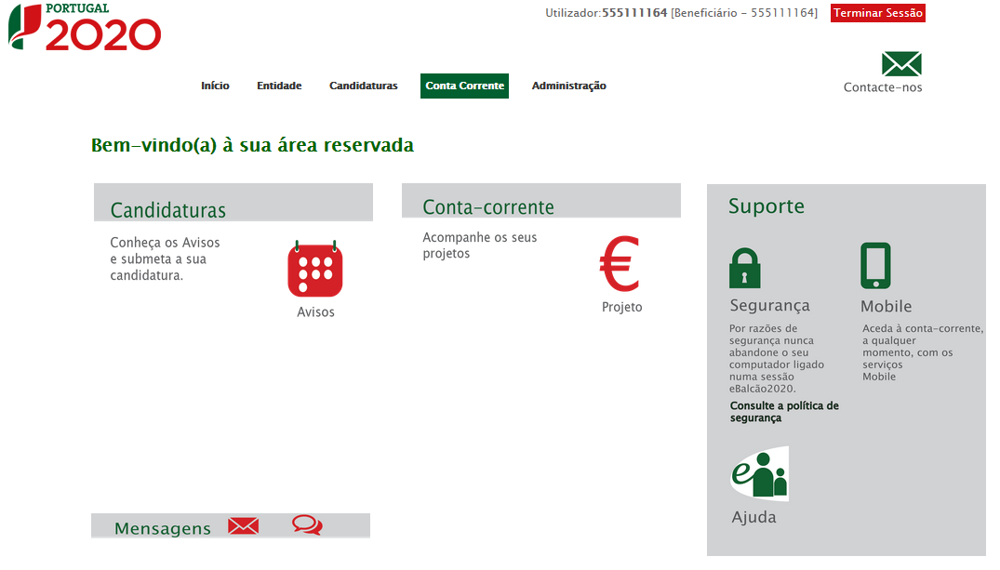 PORTUGAL
2020
Utilizador:555111164 [Beneficiário - 555111164]
Terminar Sessão
Contacte-nos
Início Entidade Candidaturas Conta Corrente Administração
Bem-vindo(a) à sua área reservada
Candidaturas
Conheça os Avisos
e submeta a sua
candidatura.
Avisos
Conta-corrente
Acompanhe os seus
projetos
€
Projeto
Suporte
Segurança
Por razões de
segurança nunca
abandone o seu
computador ligado
numa sessão
eBalcão2020.
Consulte a política de
segurança
Mobile
Aceda à conta-corrente,
a qualquer
momento, com os
serviços
Mobile
e
Ajuda
Mensagens